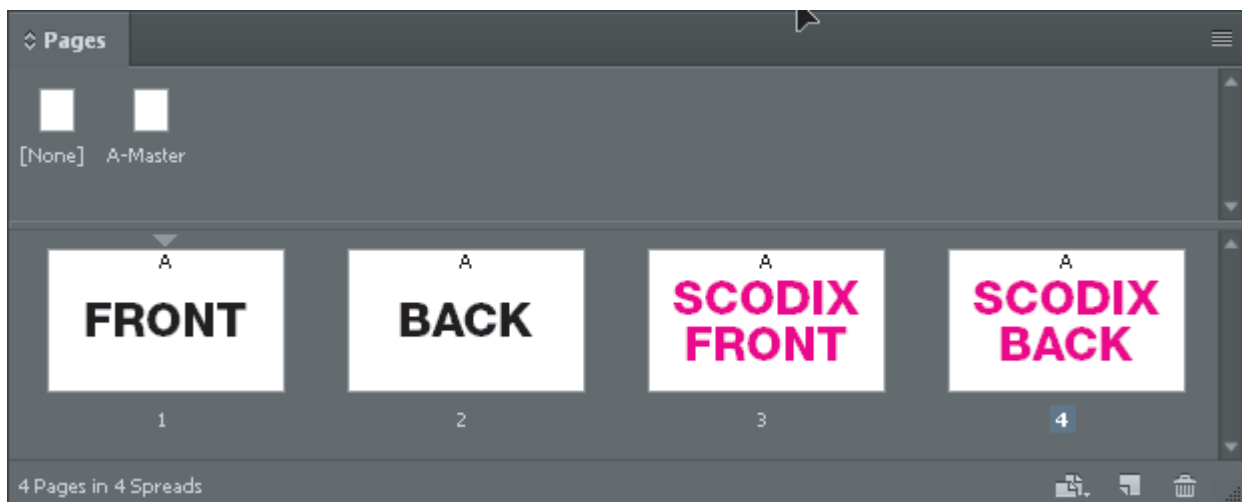 Pages
[None] A-Master
A A A A
FRONT BACK SCODIX FRONT SCODIX BACK
1 2 3 4
4 Pages in 4 Spreads